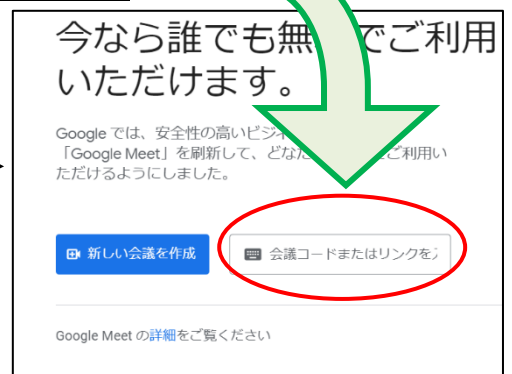 今なら誰でも無 でご利用
いただけます。
Google では、安全性の高いビジネ
「Google Meet」を刷新して、どな ご利用い
ただけるようにしました。
新しい会議を作成
会議コードまたはリンクを
Google Meet の詳細をご覧ください